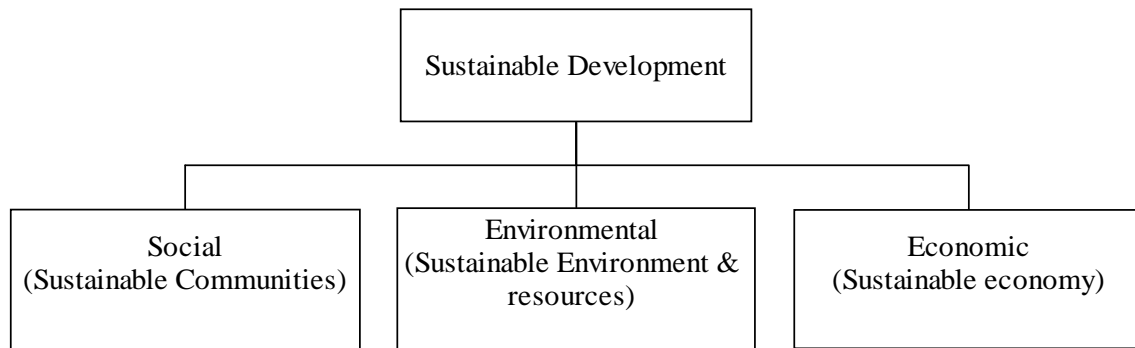 Sustainable Development
Social
(Sustainable Communities)
Environmental
(Sustainable Environment &
resources)
Economic
(Sustainable economy)